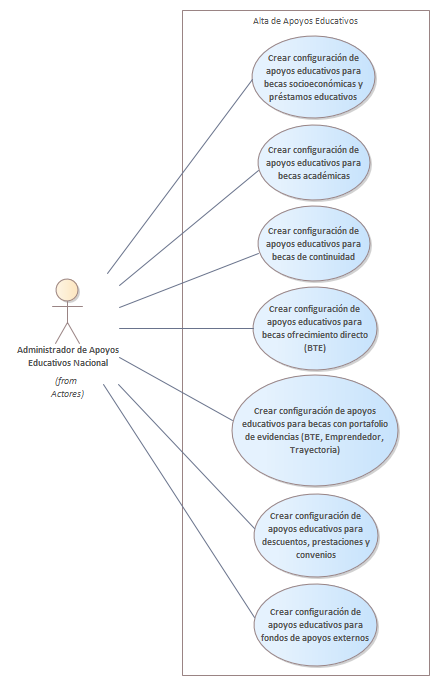 Alta de Apoyos Educativos
Crear configuración de
apoyos educativos para
becas socioeconómicas y
préstamos educativos
Crear configuración de
apoyos educativos para
becas académicas
Crear configuración de
apoyos educativos para
becas de continuidad
Crear configuración de
apoyos educativos para
becas ofrecimiento directo
(BTE)
Administrador de Apoyos
Educativos Nacional
(from
Actores)
Crear configuración de apoyos
educativos para becas con portafolio
de evidencias (BTE, Emprendedor,
Trayectoria)
Crear configuración de
apoyos educativos para
descuentos, prestaciones y
convenios
Crear configuración de
apoyos educativos para
fondos de apoyos externos